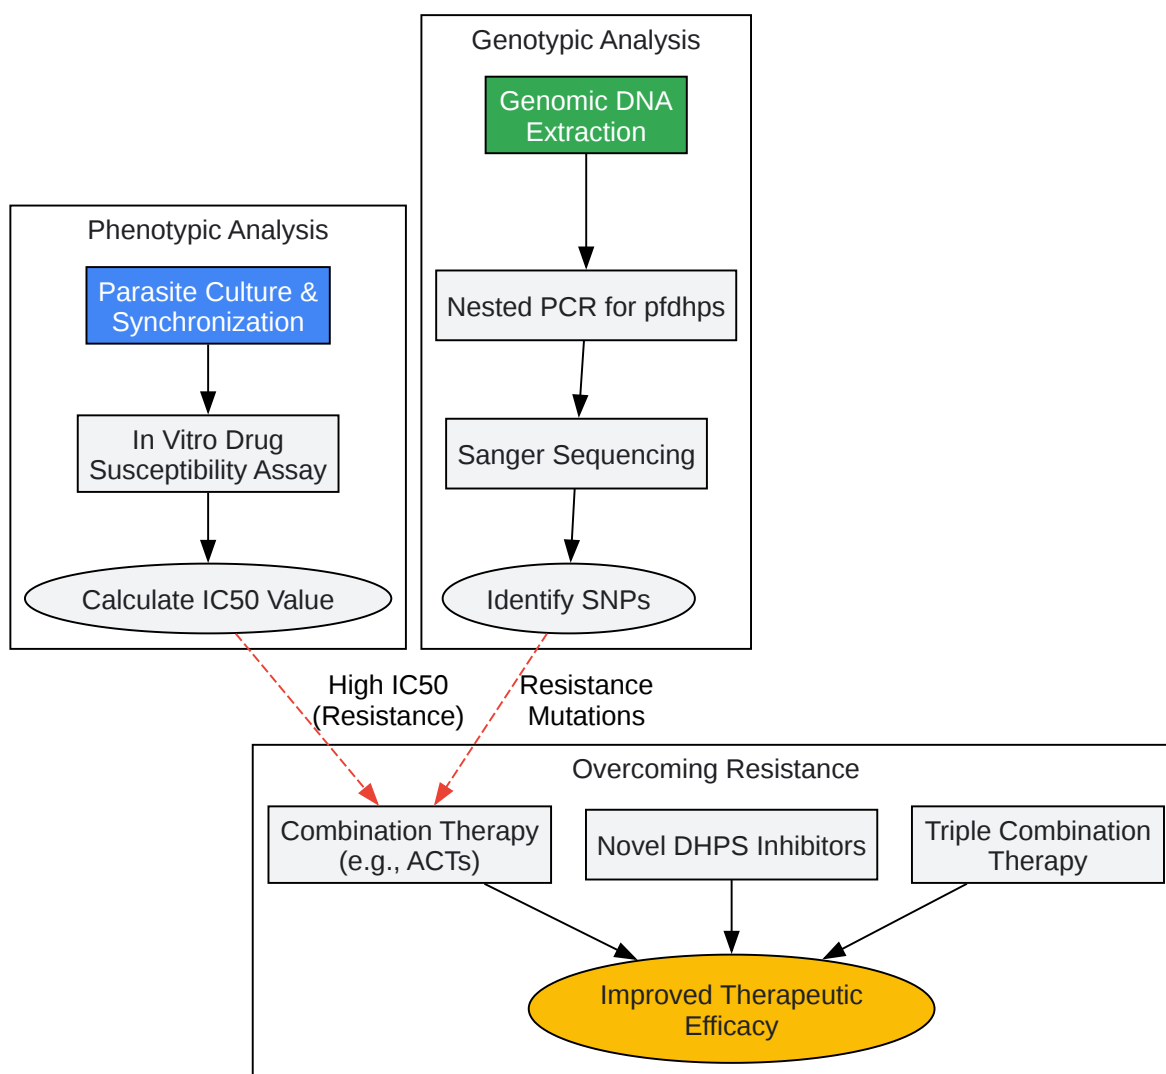 Genotypic Analysis
Genomic DNA
Extraction
Nested PCR for pfdhps
Sanger Sequencing
Identify SNPs
Phenotypic Analysis
Parasite Culture &
Synchronization
In Vitro Drug
Susceptibility Assay
Calculate IC50 Value
High IC50
(Resistance)
Resistance
Mutations
Overcoming Resistance
Combination Therapy
(e.g., ACTs)
Novel DHPS Inhibitors
Triple Combination
Therapy
Improved Therapeutic
Efficacy